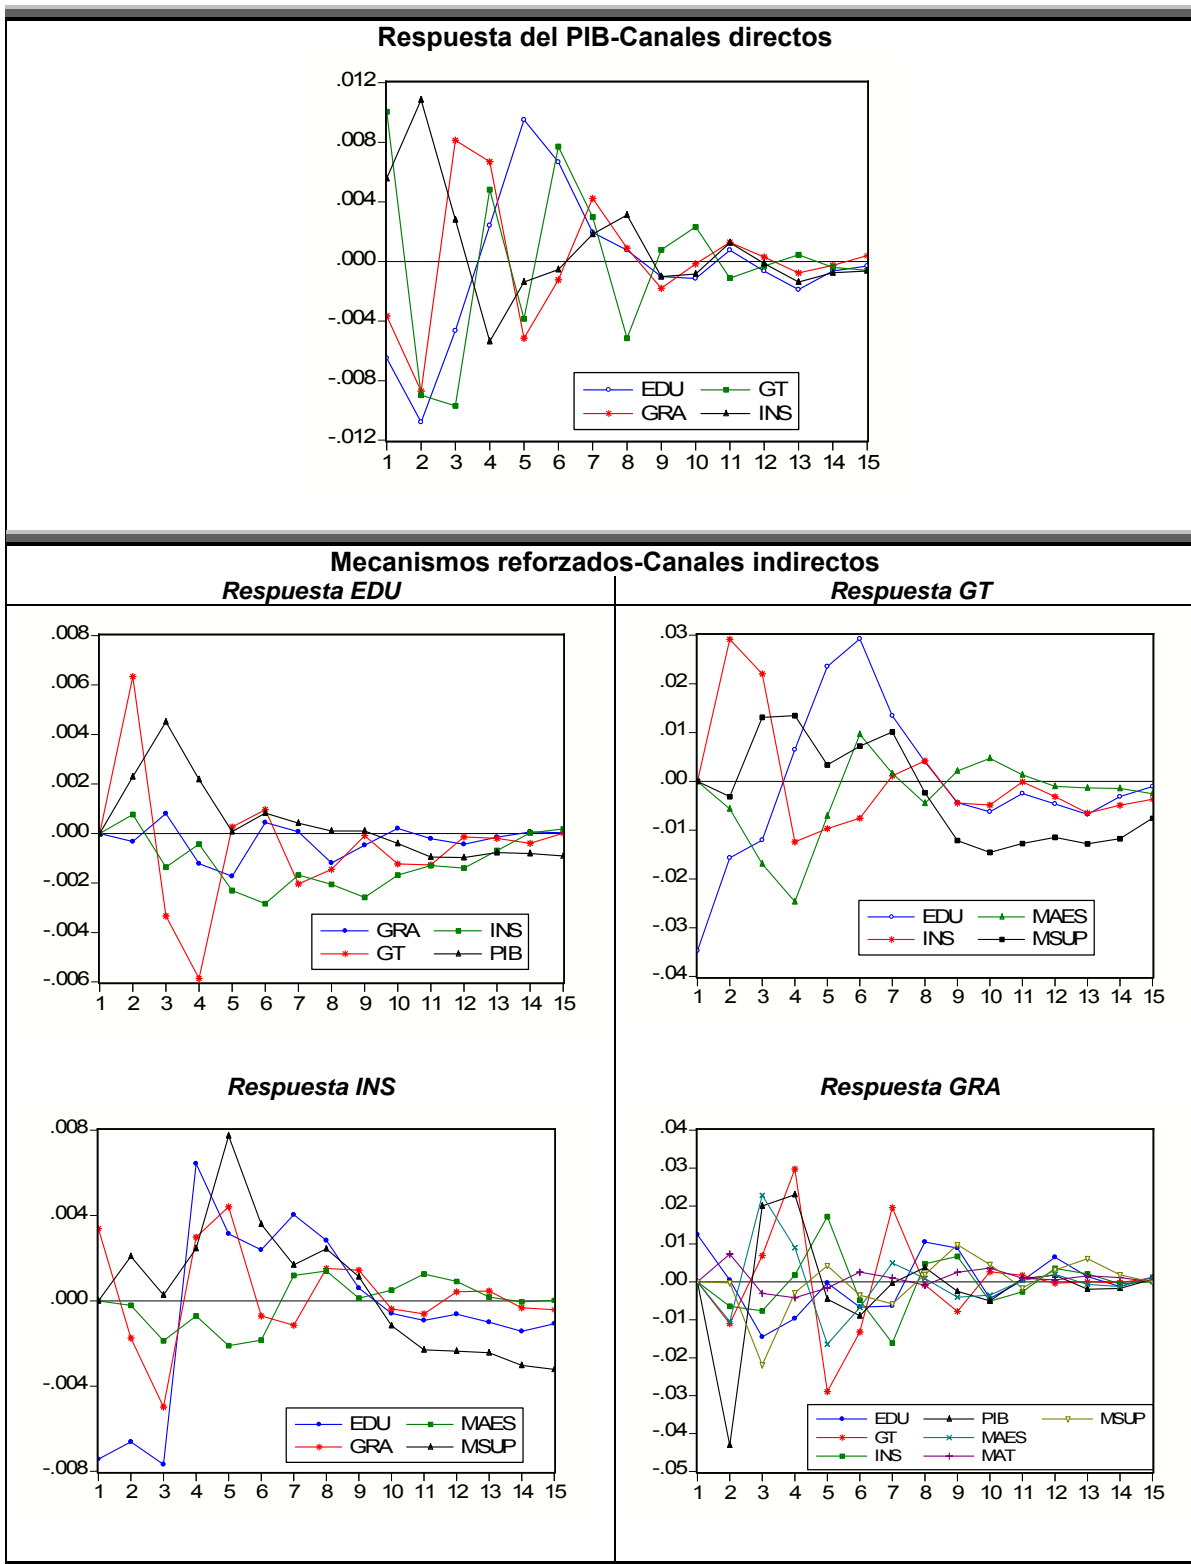 Respuesta del PIB-Canales directos
.012
.008
.004
.000
-.004
-.008
-.012
EDU GT
GRA INS
1 2 3 4 5 6 7 8 9 10 11 12 13 14 15
Mecanismos reforzados-Canales indirectos
Respuesta EDU
.008
.006
.004
.002
.000
-.002
-.004
-.006
GRA INS
GT PIB
1 2 3 4 5 6 7 8 9 10 11 12 13 14 15
Respuesta GT
.03
.02
.01
.00
-.01
-.02
-.03
-.04
EDU MAES
INS MSUP
1 2 3 4 5 6 7 8 9 10 11 12 13 14 15
Respuesta INS
.008
.004
.000
-.004
-.008
EDU MAES
GRA MSUP
1 2 3 4 5 6 7 8 9 10 11 12 13 14 15
Respuesta GRA
.04
.03
.02
.01
.00
-.01
-.02
-.03
-.04
-.05
EDU PIB MSUP
GT MAES
INS MAT
1 2 3 4 5 6 7 8 9 10 11 12 13 14 15